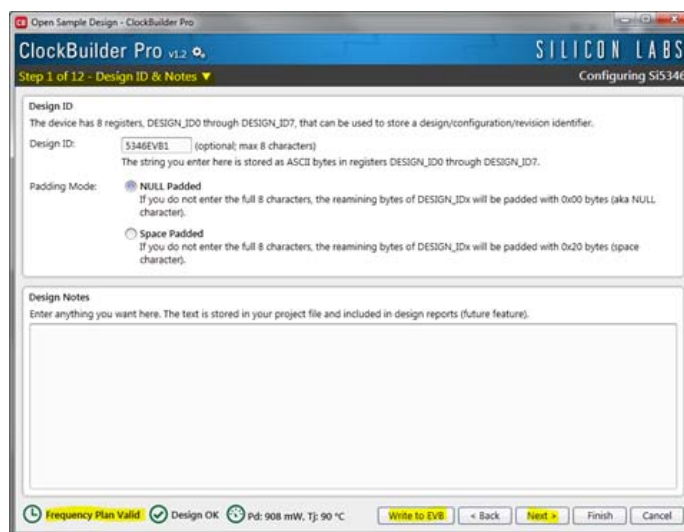 Open Sample Design - ClockBuilder Pro
ClockBuilder Pro v1.2
SILICON LABS
Step 1 of 12 - Design ID & Notes ▼
Configuring Si5346
Design ID
The device has 8 registers, DESIGN_ID0 through DESIGN_ID7, that can be used to store a design/configuration/revision identifier.
Design ID: 5346EVB1 (optional; max 8 characters)
The string you enter here is stored as ASCII bytes in registers DESIGN_ID0 through DESIGN_ID7.
Padding Mode: NULL Padded
If you do not enter the full 8 characters, the reamining bytes of DESIGN_IDx will be padded with 0x00 bytes (aka NULL
character).
Space Padded
If you do not enter the full 8 characters, the reamining bytes of DESIGN_IDx will be padded with 0x20 bytes (space
character).
Design Notes
Enter anything you want here. The text is stored in your project file and included in design reports (future feature).
Frequency Plan Valid Design OK Pd: 908 mW, Tj: 90 °C Write to EVB < Back Next > Finish Cancel